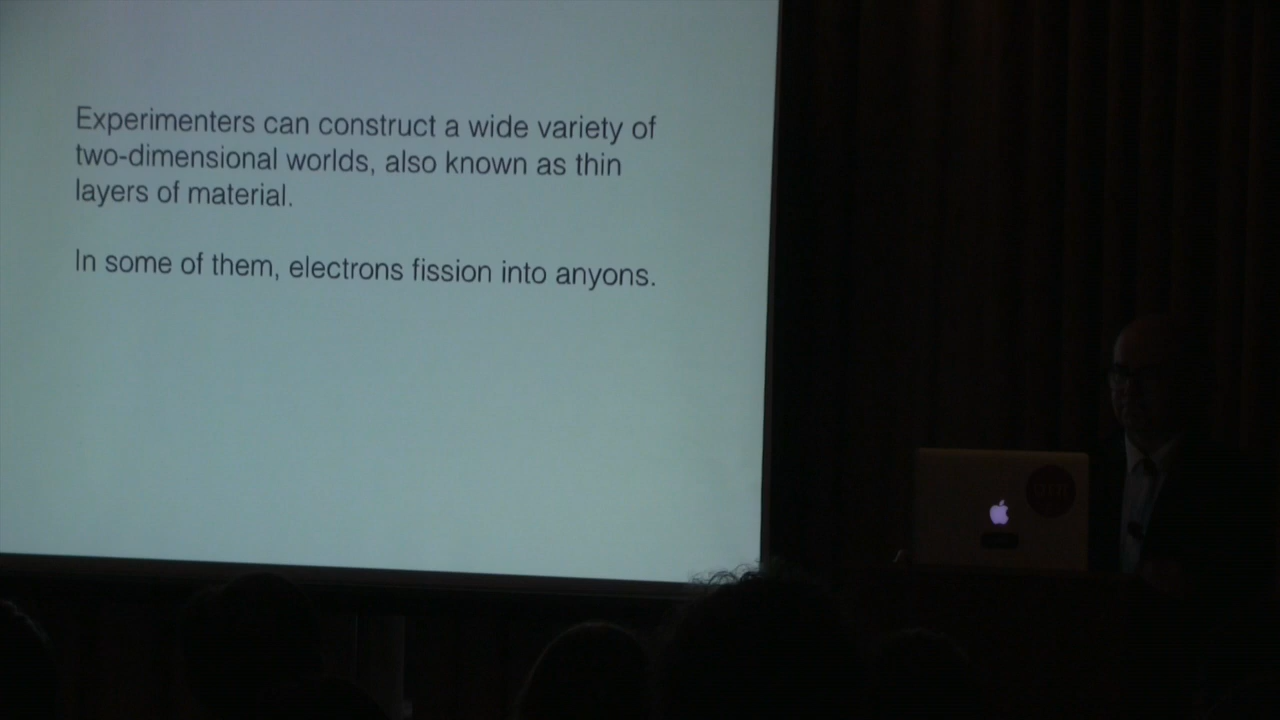 Experimenters can construct a wide variety of
two-dimensional worlds, also known as thin
layers of material.
In some of them, electrons fission into anyons.